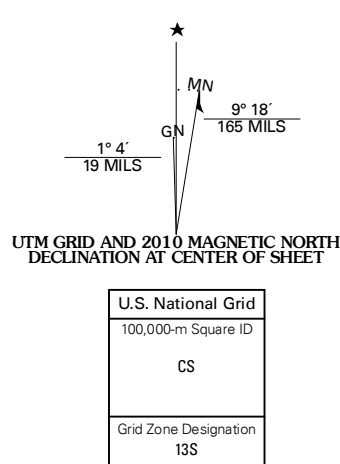 ★
MN
GN
9° 18´
165 MILS
1° 4´
19 MILS
UTM GRID AND 2010 MAGNETIC NORTH
DECLINATION AT CENTER OF SHEET
U.S. National Grid
100,000-m Square ID
CS
Grid Zone Designation
13S